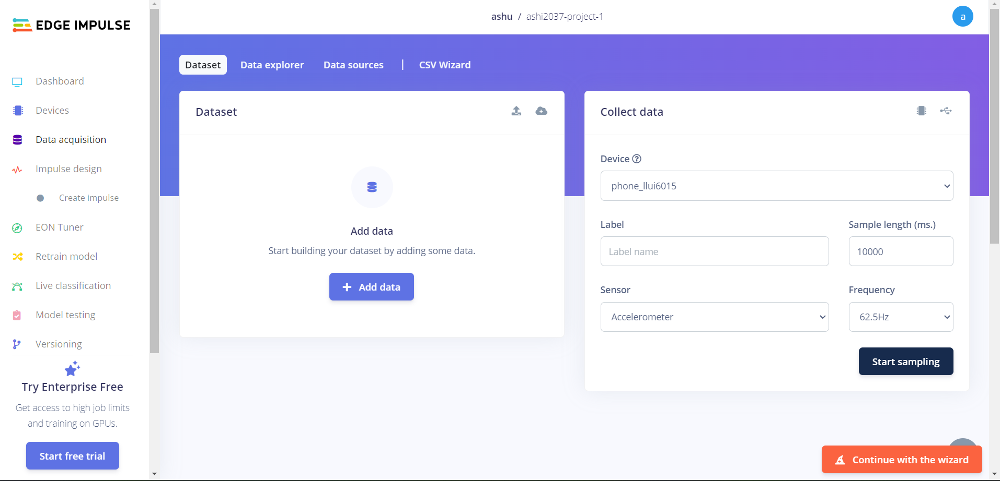 EDGE IMPULSE
ashu / ashi2037-project-1
a
Dashboard
Devices
Data acquisition
Impulse design
Create impulse
EON Tuner
Retrain model
Live classification
Model testing
Versioning
Try Enterprise Free
Get access to high job limits
and training on GPUs.
Start free trial
Dataset Data explorer Data sources | CSV Wizard
Dataset
Add data
Start building your dataset by adding some data.
+ Add data
Collect data
Device ?
phone_llui6015
Label Sample length (ms.)
Label name 10000
Sensor Frequency
Accelerometer 62.5Hz
Start sampling
Continue with the wizard